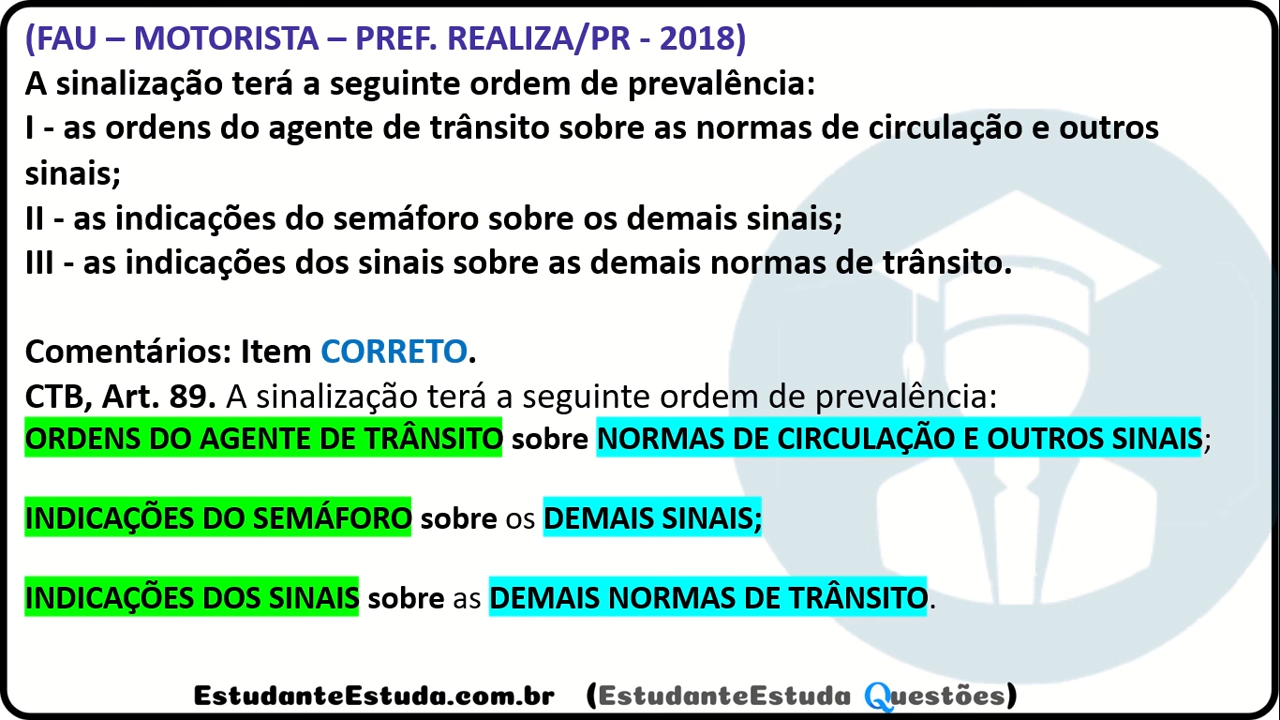 (FAU – MOTORISTA – PREF. REALIZA/PR - 2018)
A sinalização terá a seguinte ordem de prevalência:
I - as ordens do agente de trânsito sobre as normas de circulação e outros
sinais;
II - as indicações do semáforo sobre os demais sinais;
III - as indicações dos sinais sobre as demais normas de trânsito.
Comentários: Item CORRETO.
CTB, Art. 89. A sinalização terá a seguinte ordem de prevalência:
ORDENS DO AGENTE DE TRÂNSITO sobre NORMAS DE CIRCULAÇÃO E OUTROS SINAIS;
INDICAÇÕES DO SEMÁFORO sobre os DEMAIS SINAIS;
INDICAÇÕES DOS SINAIS sobre as DEMAIS NORMAS DE TRÂNSITO.
EstudanteEstuda.com.br (EstudanteEstuda Questões)